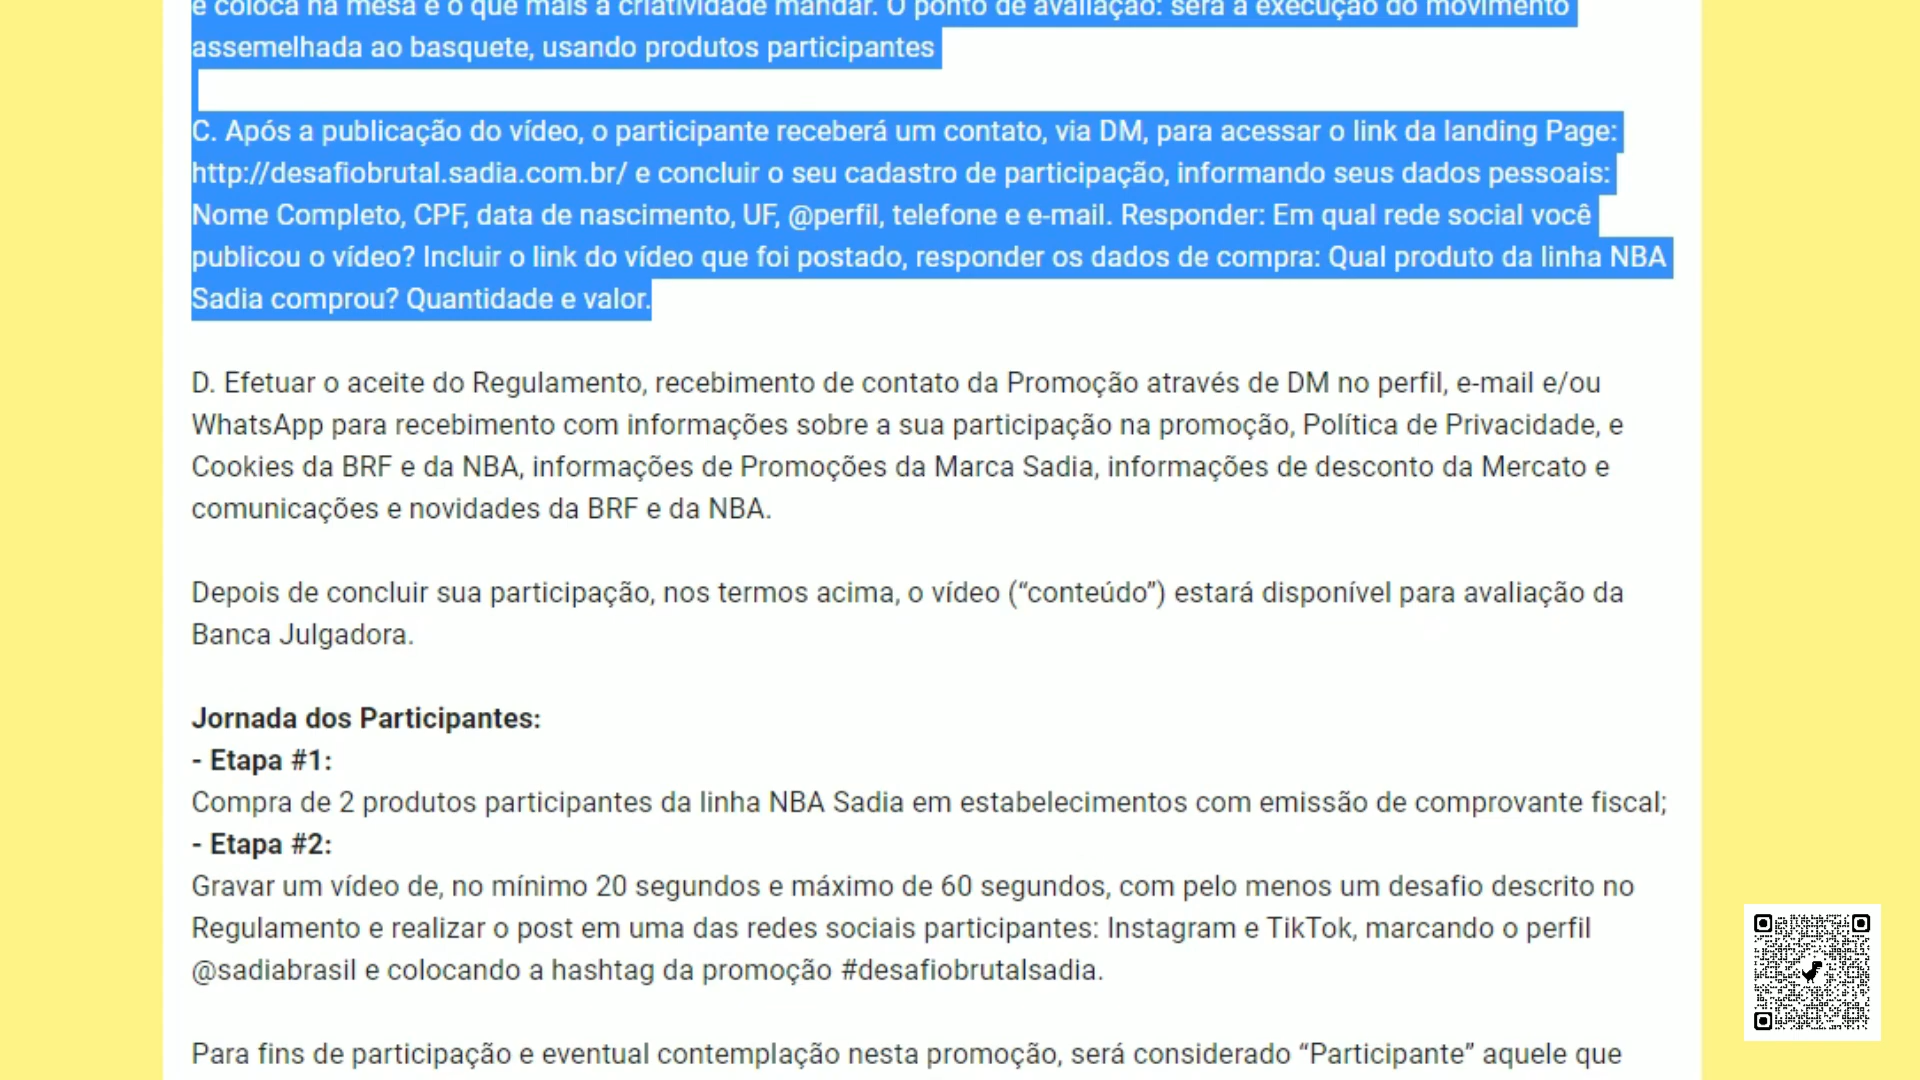 e coloca na mesa e o que mais a criatividade mandar. O ponto de avaliação: será a execução do movimento
assemelhada ao basquete, usando produtos participantes
C. Após a publicação do vídeo, o participante receberá um contato, via DM, para acessar o link da landing Page:
http://desafiobrutal.sadia.com.br/ e concluir o seu cadastro de participação, informando seus dados pessoais:
Nome Completo, CPF, data de nascimento, UF, @perfil, telefone e e-mail. Responder: Em qual rede social você
publicou o vídeo? Incluir o link do vídeo que foi postado, responder os dados de compra: Qual produto da linha NBA
Sadia comprou? Quantidade e valor.
D. Efetuar o aceite do Regulamento, recebimento de contato da Promoção através de DM no perfil, e-mail e/ou
WhatsApp para recebimento com informações sobre a sua participação na promoção, Política de Privacidade, e
Cookies da BRF e da NBA, informações de Promoções da Marca Sadia, informações de desconto da Mercato e
comunicações e novidades da BRF e da NBA.
Depois de concluir sua participação, nos termos acima, o vídeo (“conteúdo”) estará disponível para avaliação da
Banca Julgadora.
Jornada dos Participantes:
- Etapa #1:
Compra de 2 produtos participantes da linha NBA Sadia em estabelecimentos com emissão de comprovante fiscal;
- Etapa #2:
Gravar um vídeo de, no mínimo 20 segundos e máximo de 60 segundos, com pelo menos um desafio descrito no
Regulamento e realizar o post em uma das redes sociais participantes: Instagram e TikTok, marcando o perfil
@sadiabrasil e colocando a hashtag da promoção #desafiobrutalsadia.
Para fins de participação e eventual contemplação nesta promoção, será considerado “Participante” aquele que